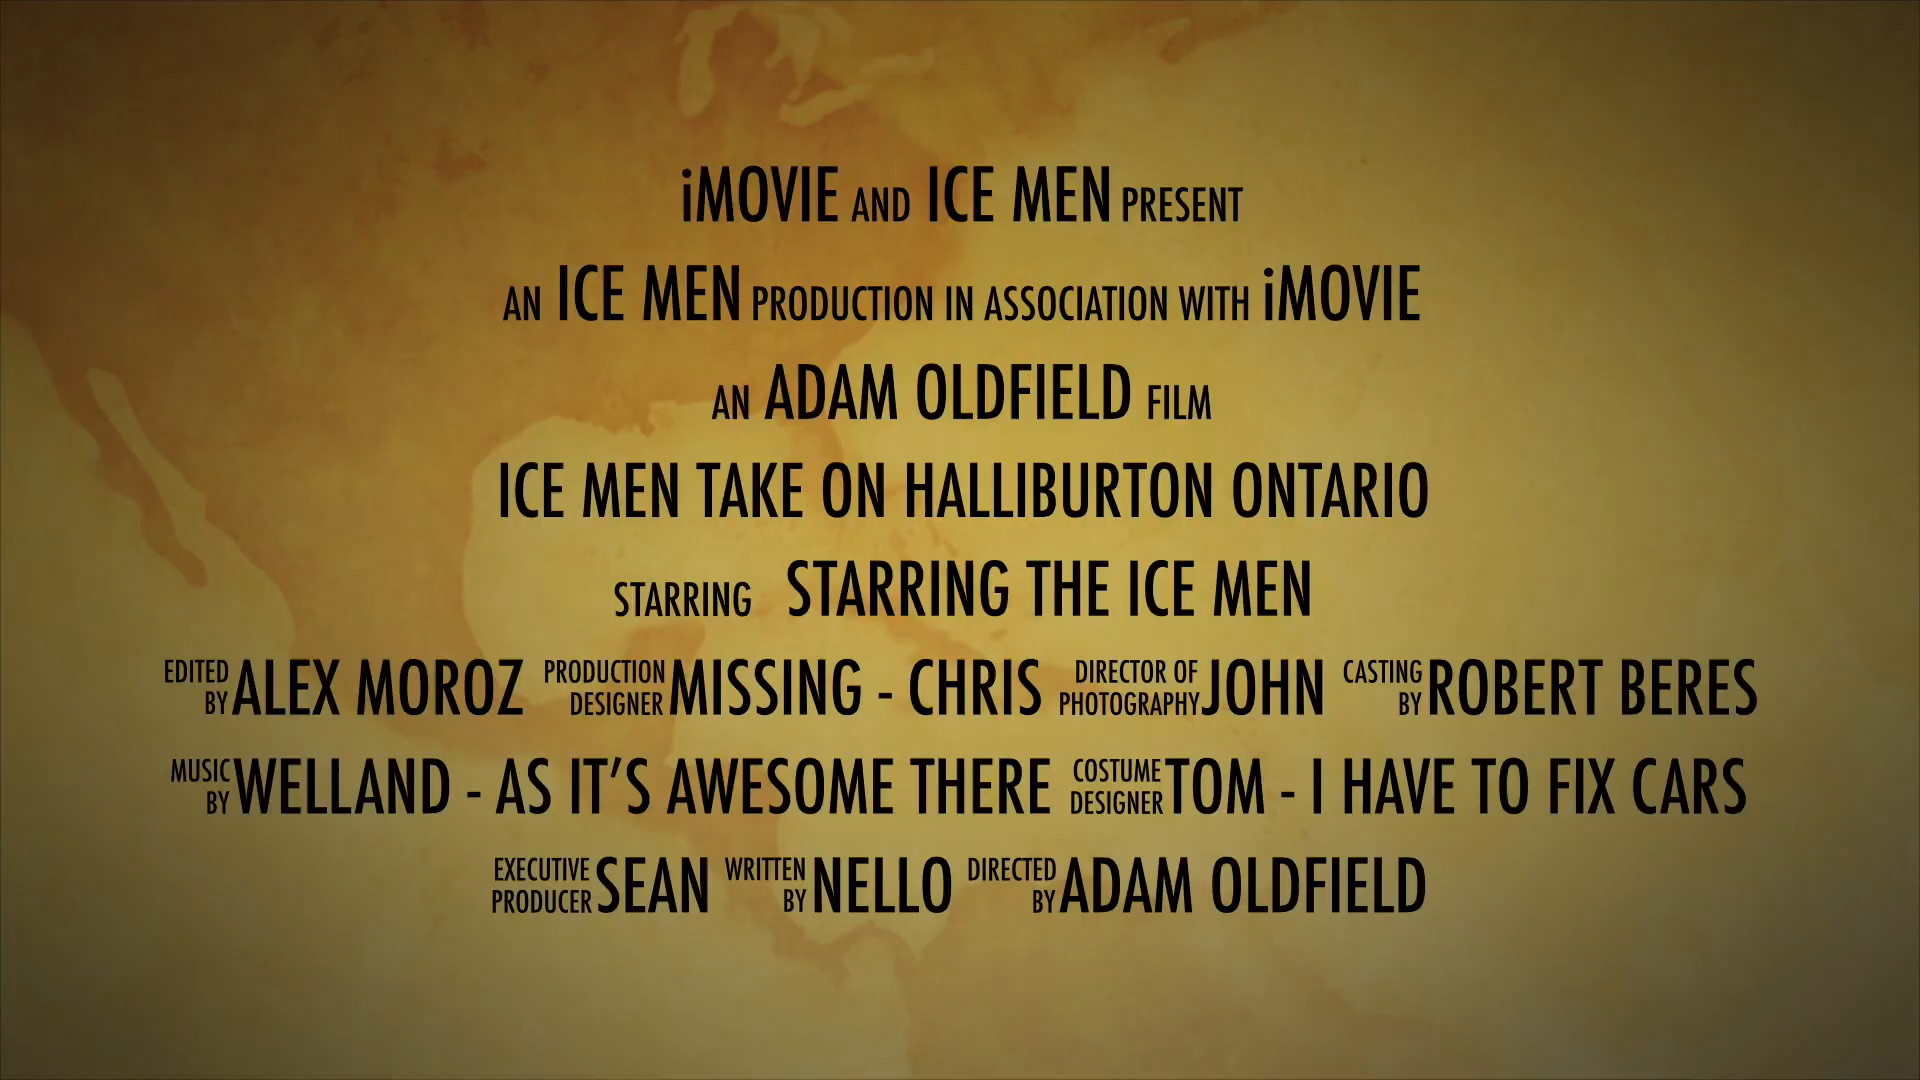 iMOVIE AND ICE MEN PRESENT
AN ICE MEN PRODUCTION IN ASSOCIATION WITH iMOVIE
AN ADAM OLDFIELD FILM
ICE MEN TAKE ON HALLIBURTON ONTARIO
STARRING STARRING THE ICE MEN
EDITED BY ALEX MOROZ PRODUCTION DESIGNER MISSING - CHRIS DIRECTOR OF PHOTOGRAPHY JOHN CASTING BY ROBERT BERES
MUSIC BY WELLAND - AS IT’S AWESOME THERE COSTUME DESIGNER TOM - I HAVE TO FIX CARS
EXECUTIVE PRODUCER SEAN WRITTEN BY NELLO DIRECTED BY ADAM OLDFIELD